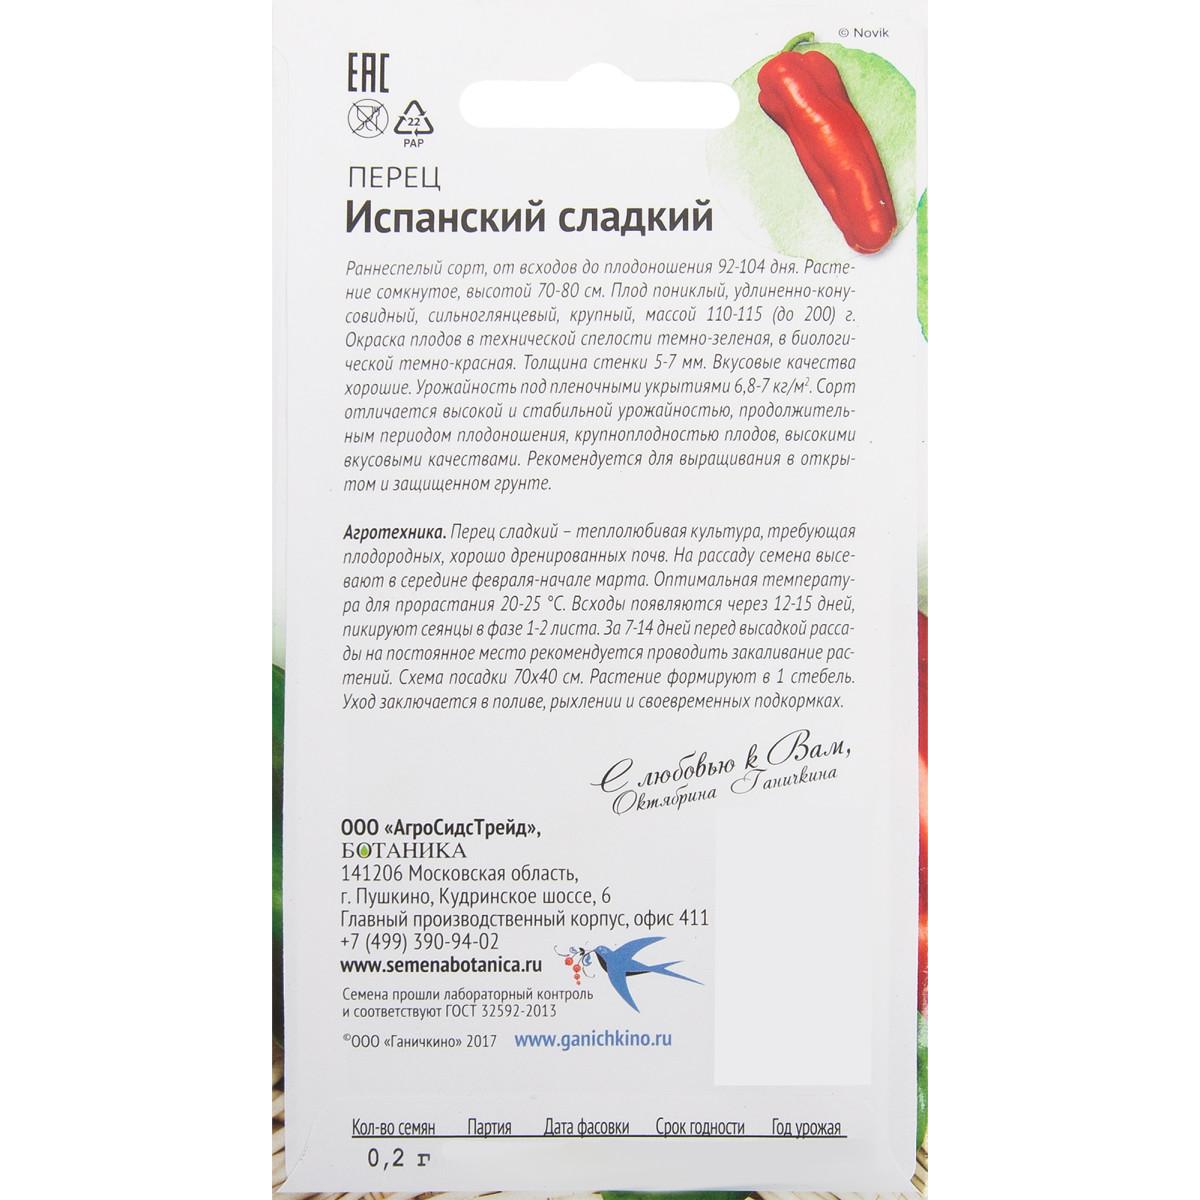 © Novik
EAC
22
PAP
ПЕРЕЦ
Испанский сладкий
Раннеспелый сорт, от всходов до плодоношения 92-104 дня. Расте-
ние сомкнутое, высотой 70-80 см. Плод пониклый, удлиненно-кону-
совидный, сильноглянцевый, крупный, массой 110-115 (до 200) г.
Окраска плодов в технической спелости темно-зеленая, в биологи-
ческой темно-красная. Толщина стенки 5-7 мм. Вкусовые качества
хорошие. Урожайность под пленочными укрытиями 6,8-7 кг/м². Сорт
отличается высокой и стабильной урожайностью, продолжитель-
ным периодом плодоношения, крупноплодностью плодов, высокими
вкусовыми качествами. Рекомендуется для выращивания в откры-
том и защищенном грунте.
Агротехника. Перец сладкий – теплолюбивая культура, требующая
плодородных, хорошо дренированных почв. На рассаду семена высе-
вают в середине февраля-начале марта. Оптимальная температу-
ра для прорастания 20-25 °С. Всходы появляются через 12-15 дней,
пикируют сеянцы в фазе 1-2 листа. За 7-14 дней перед высадкой расса-
ды на постоянное место рекомендуется проводить закаливание рас-
тений. Схема посадки 70х40 см. Растение формируют в 1 стебель.
Уход заключается в поливе, рыхлении и своевременных подкормках.
С любовью к Вам,
Октябрина Ганичкина
ООО «АгроСидсТрейд»,
БОТАНИКА
141206 Московская область,
г. Пушкино, Кудринское шоссе, 6
Главный производственный корпус, офис 411
+7 (499) 390-94-02
www.semenabotanica.ru
Семена прошли лабораторный контроль
и соответствуют ГОСТ 32592-2013
©ООО «Ганичкино» 2017 www.ganichkino.ru
Кол-во семян Партия Дата фасовки Срок годности Год урожая
0,2 г